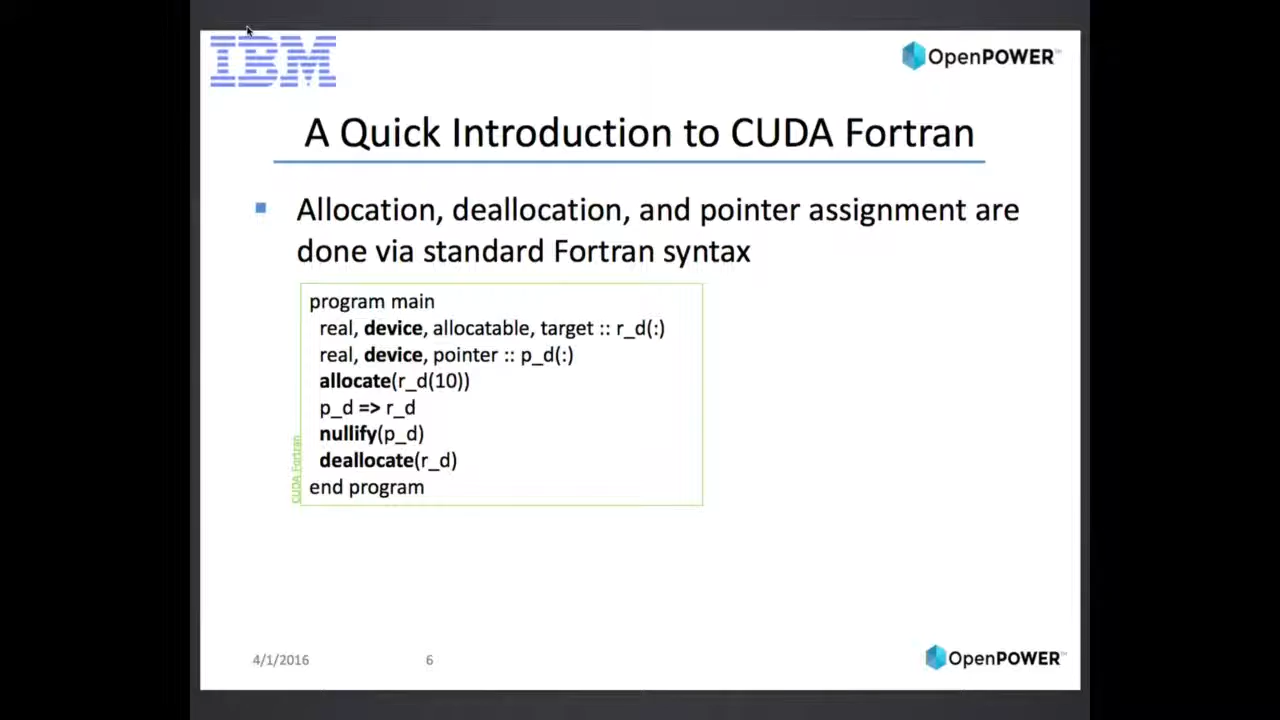 IBM
OpenPOWER™
A Quick Introduction to CUDA Fortran
Allocation, deallocation, and pointer assignment are
done via standard Fortran syntax
program main
real, device, allocatable, target :: r_d(:)
real, device, pointer :: p_d(:)
allocate(r_d(10))
p_d => r_d
nullify(p_d)
deallocate(r_d)
end program
CUDA Fortran
4/1/2016
6
OpenPOWER™